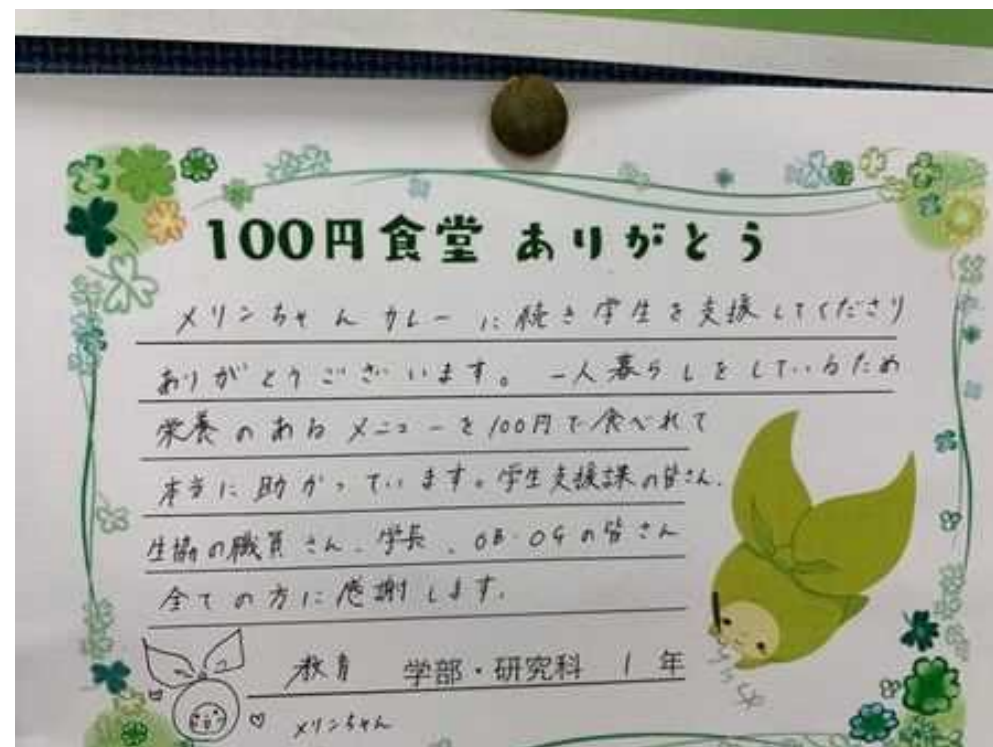 100円食堂 ありがとう
メリンちゃんカレーに続き学生を支援してくださり
ありがとうございます。一人暮らしをしているため
栄養のあるメニューを100円で食べれて
本当に助かっています。学生支援課の皆さん、
生協の職員さん、学長、OB・OGの皆さん
全ての方に感謝します。
教育 学部・研究科 1 年
メリンちゃん